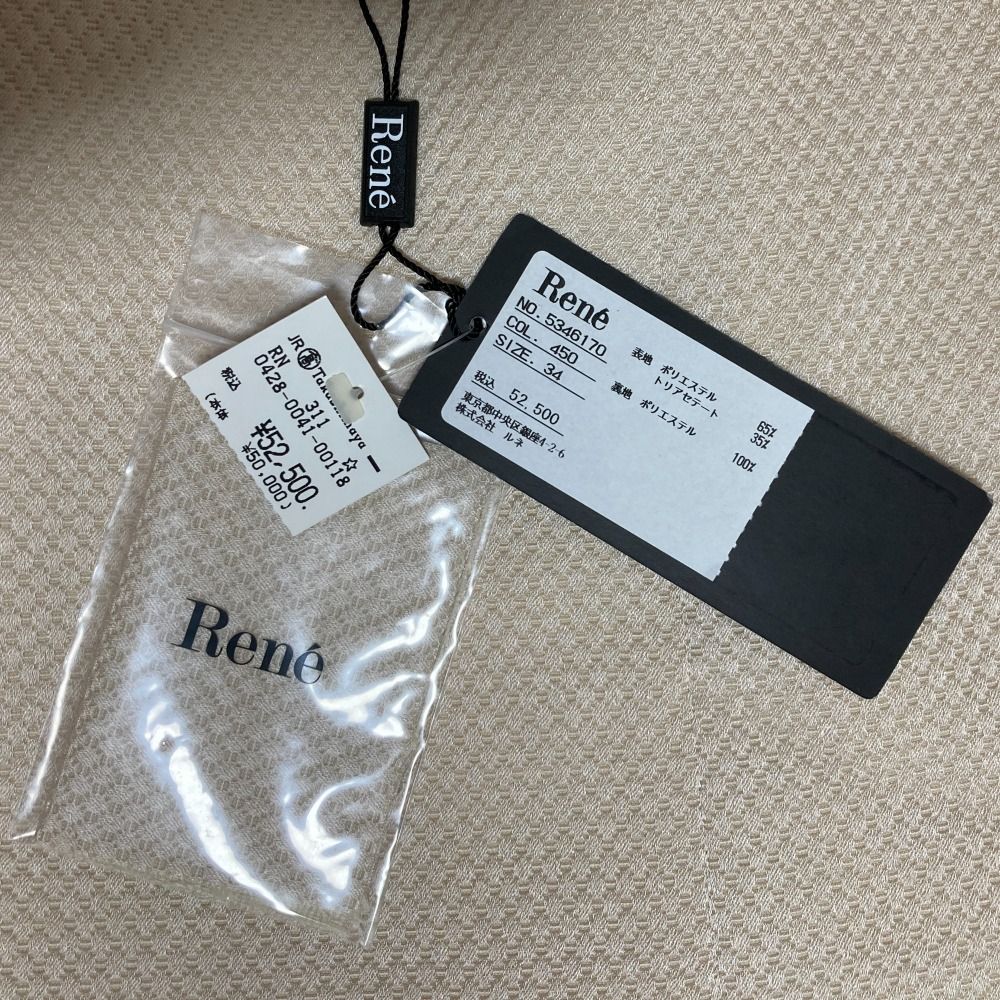 René
JR 髙 Takashimaya
RN 311 ☆
0428-0041-00118
税込 ¥52,500.
(本体 ¥50,000.)
René
René
NO. 5346170
COL. 450
SIZE. 34
税込 52,500
東京都中央区銀座4-2-6
株式会社 ルネ
表地 ポリエステル 65%
トリアセテート 35%
裏地 ポリエステル 100%